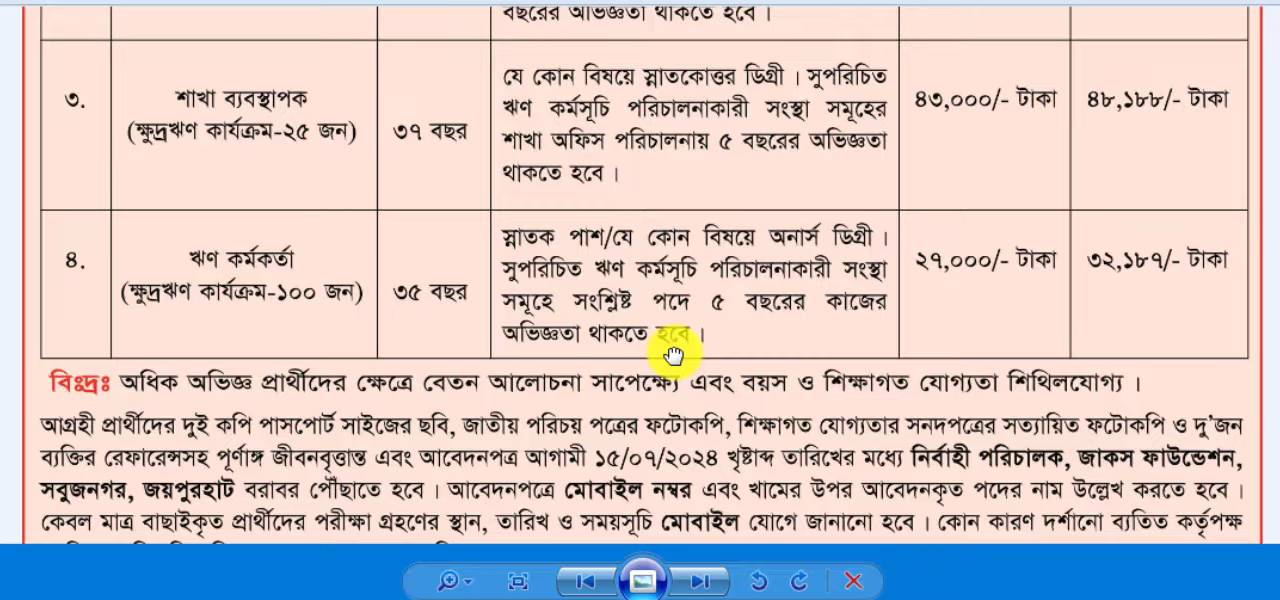 বছরের অভিজ্ঞতা থাকতে হবে।
৩.
শাখা ব্যবস্থাপক
(ক্ষুদ্রঋণ কার্যক্রম-২৫ জন)
৩৭ বছর
যে কোন বিষয়ে স্নাতকোত্তর ডিগ্রী। সুপরিচিত
ঋণ কর্মসূচি পরিচালনাকারী সংস্থা সমূহের
শাখা অফিস পরিচালনায় ৫ বছরের অভিজ্ঞতা
থাকতে হবে।
৪৩,০০০/- টাকা
৪৮,১৮৮/- টাকা
৪.
ঋণ কর্মকর্তা
(ক্ষুদ্রঋণ কার্যক্রম-১০০ জন)
৩৫ বছর
স্নাতক পাশ/যে কোন বিষয়ে অনার্স ডিগ্রী।
সুপরিচিত ঋণ কর্মসূচি পরিচালনাকারী সংস্থা
সমূহে সংশ্লিষ্ট পদে ৫ বছরের কাজের
অভিজ্ঞতা থাকতে হবে।
২৭,০০০/- টাকা
৩২,১৮৭/- টাকা
বিঃদ্রঃ অধিক অভিজ্ঞ প্রার্থীদের ক্ষেত্রে বেতন আলোচনা সাপেক্ষ্যে এবং বয়স ও শিক্ষাগত যোগ্যতা শিথিলযোগ্য।
আগ্রহী প্রার্থীদের দুই কপি পাসপোর্ট সাইজের ছবি, জাতীয় পরিচয় পত্রের ফটোকপি, শিক্ষাগত যোগ্যতার সনদপত্রের সত্যায়িত ফটোকপি ও দু'জন
ব্যক্তির রেফারেন্সসহ পূর্ণাঙ্গ জীবনবৃত্তান্ত এবং আবেদনপত্র আগামী ১৫/০৭/২০২৪ খৃষ্টাব্দ তারিখের মধ্যে নির্বাহী পরিচালক, জাকস ফাউন্ডেশন,
সবুজনগর, জয়পুরহাট বরাবর পৌঁছাতে হবে। আবেদনপত্রে মোবাইল নম্বর এবং খামের উপর আবেদনকৃত পদের নাম উল্লেখ করতে হবে।
কেবল মাত্র বাছাইকৃত প্রার্থীদের পরীক্ষা গ্রহণের স্থান, তারিখ ও সময়সূচি মোবাইল যোগে জানানো হবে। কোন কারণ দর্শানো ব্যতিত কর্তৃপক্ষ